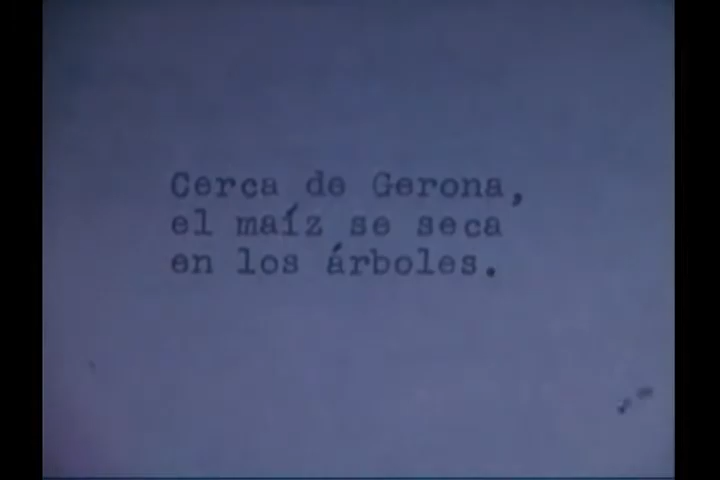 Cerca de Gerona,
el maíz se seca
en los árboles.